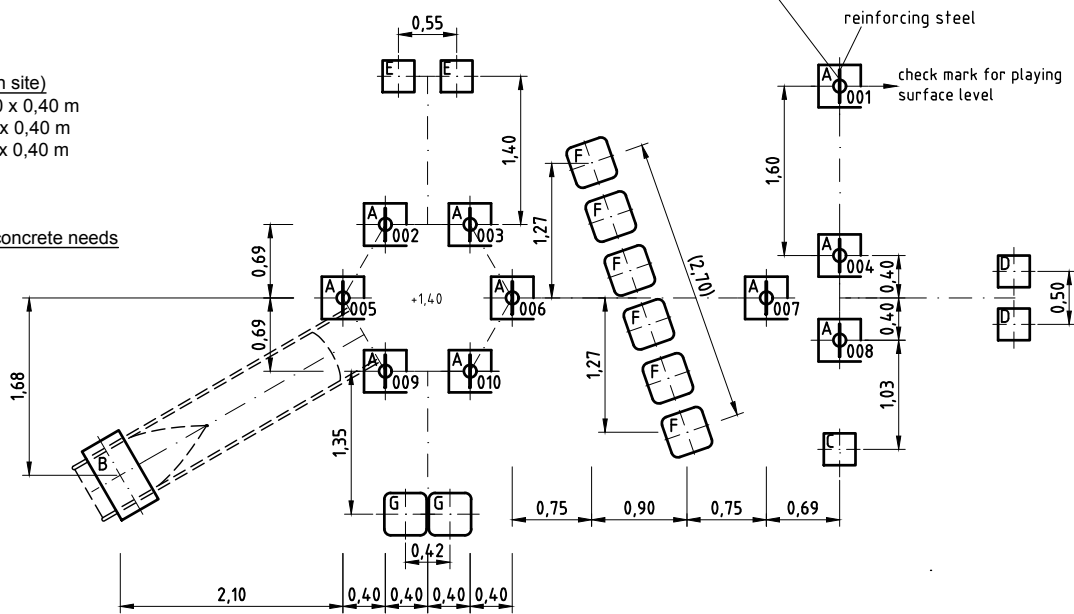 0,55
reinforcing steel
E E
A
001
check mark for playing
surface level
n site)
0 x 0,40 m
x 0,40 m
x 0,40 m
1,40
1,60
F
A A
002 003
F
1,27
concrete needs
0,69
A
004
0,40
D
F
(2,70)
A A A
005 +1,40 006 007
0,50
0,69
0,40
F
A
008
D
1,68
A A
009 010
F
1,27
1,03
F
C
B
1,35
G G
0,75 0,90 0,75 0,69
0,42
2,10 0,40 0,40 0,40 0,40